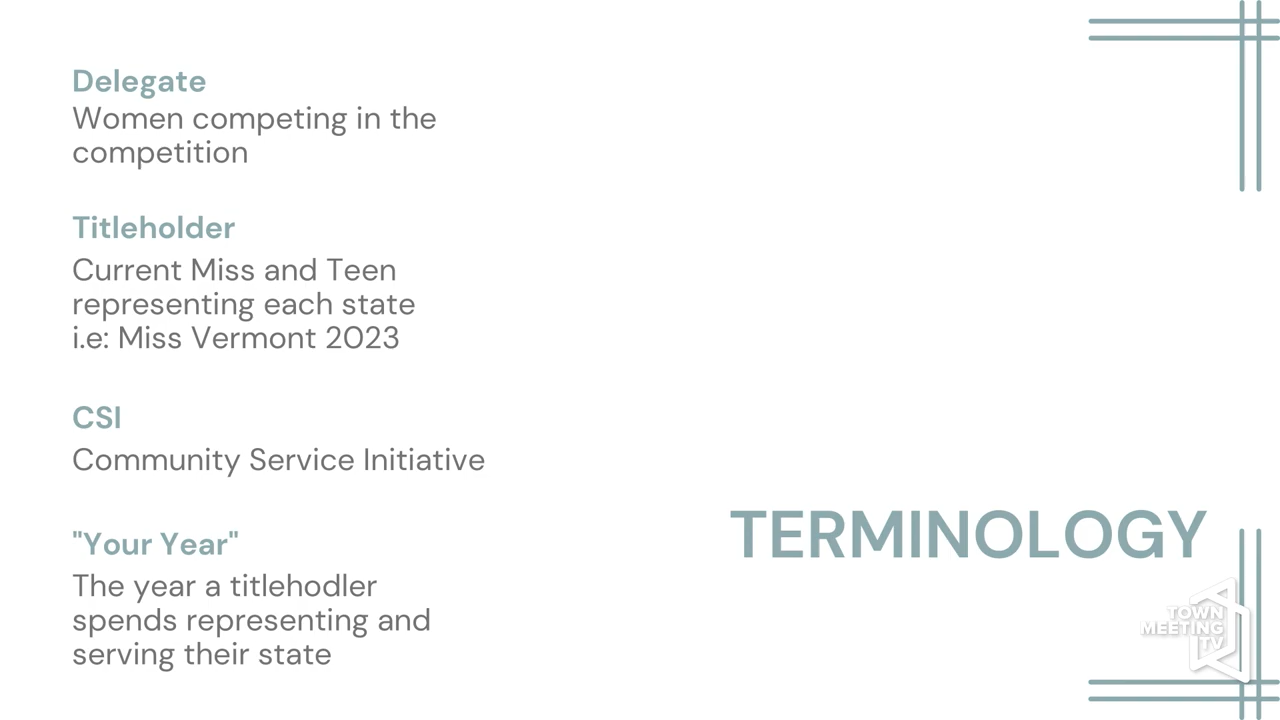 Delegate
Women competing in the
competition
Titleholder
Current Miss and Teen
representing each state
i.e: Miss Vermont 2023
CSI
Community Service Initiative
"Your Year"
The year a titlehodler
spends representing and
serving their state
TERMINOLOGY
TOWN
MEETING
TV